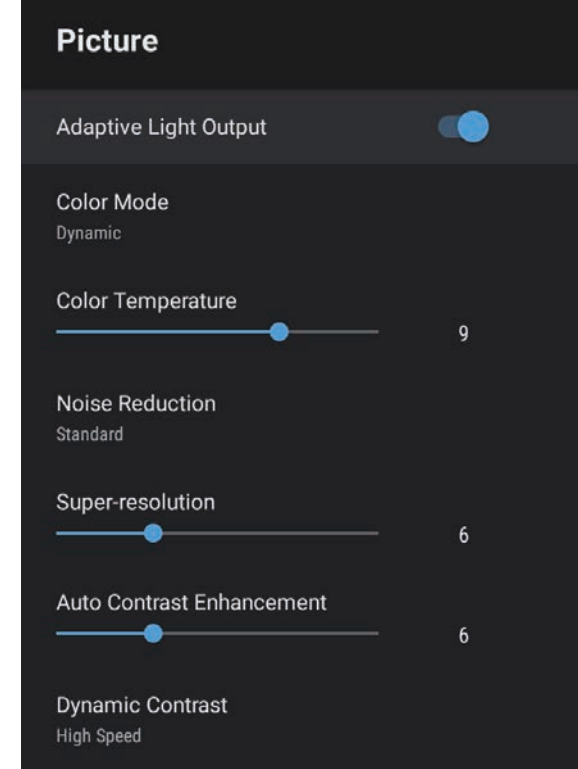 Picture
Adaptive Light Output
Color Mode
Dynamic
Color Temperature
9
Noise Reduction
Standard
Super-resolution
6
Auto Contrast Enhancement
6
Dynamic Contrast
High Speed